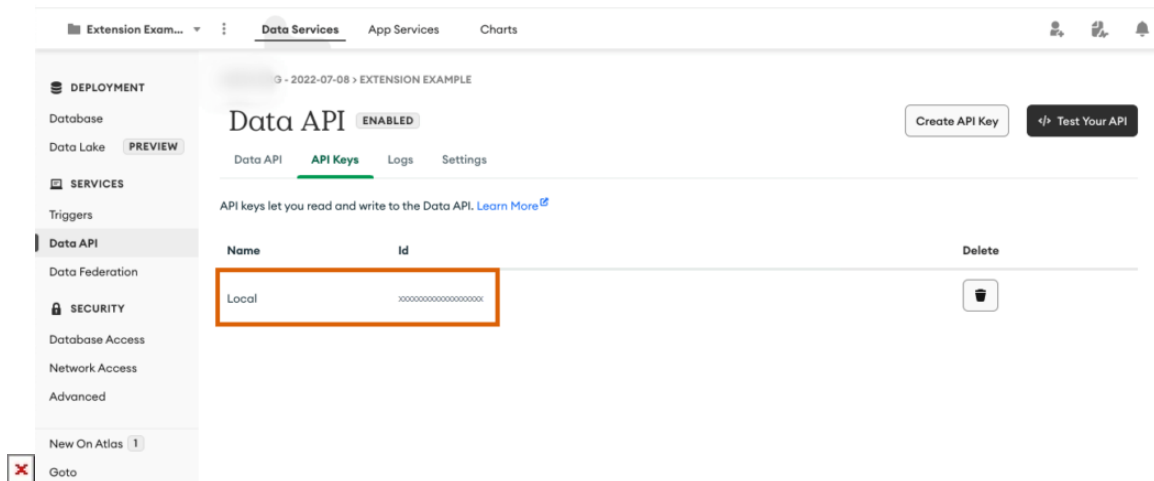 Extension Exam... Data Services App Services Charts
DEPLOYMENT
Database
Data Lake PREVIEW
SERVICES
Triggers
Data API
Data Federation
SECURITY
Database Access
Network Access
Advanced
New On Atlas 1
Goto
G - 2022-07-08 > EXTENSION EXAMPLE
Data API ENABLED
Create API Key </> Test Your API
Data API API Keys Logs Settings
API keys let you read and write to the Data API. Learn More
Name Id Delete
Local